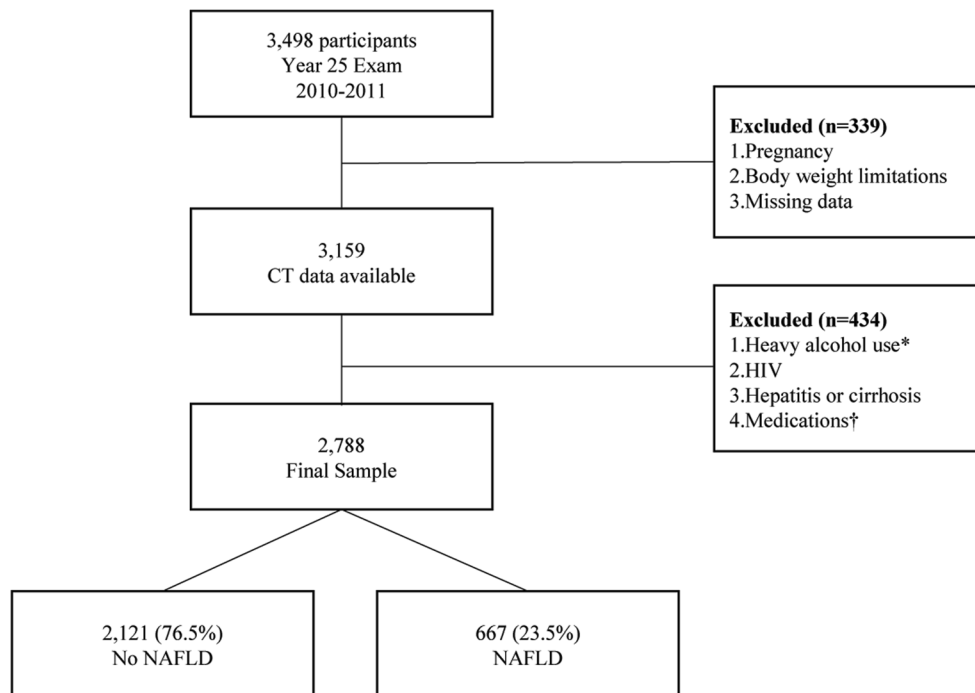 3,498 participants
Year 25 Exam
2010-2011
Excluded (n=339)
1.Pregnancy
2.Body weight limitations
3.Missing data
3,159
CT data available
Excluded (n=434)
1.Heavy alcohol use*
2.HIV
3.Hepatitis or cirrhosis
4.Medications†
2,788
Final Sample
2,121 (76.5%)
No NAFLD
667 (23.5%)
NAFLD